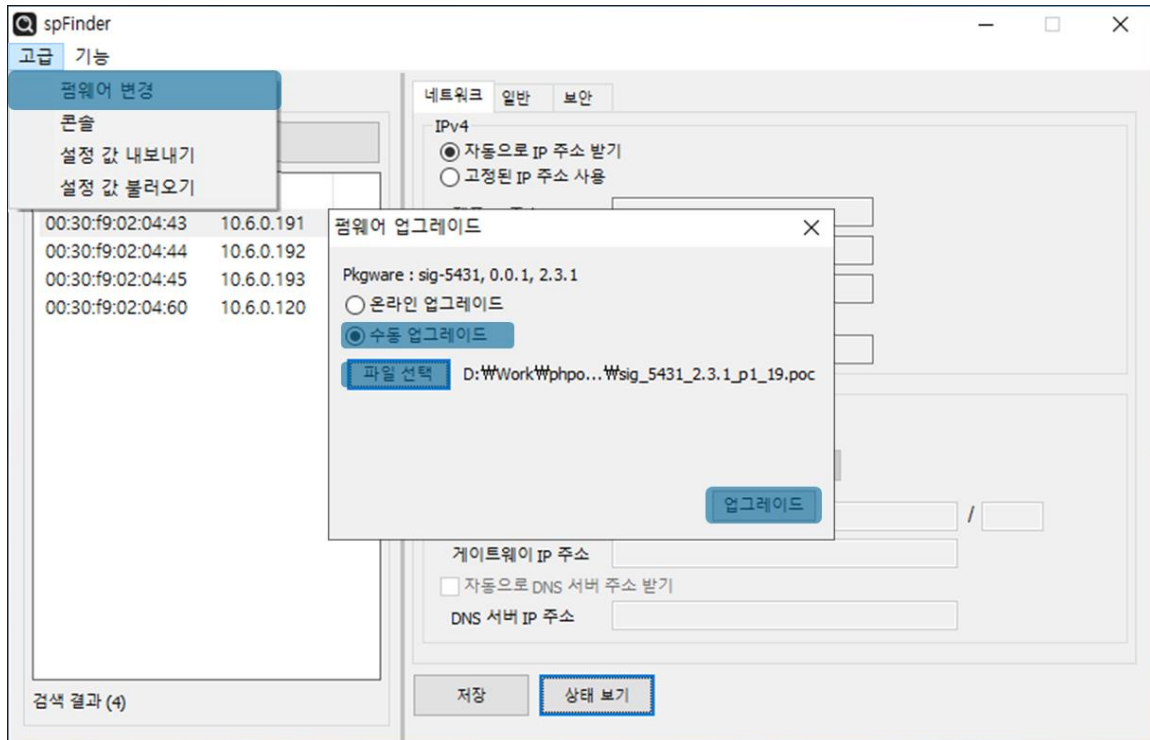 spFinder
고급 기능
펌웨어 변경
콘솔
설정 값 내보내기
설정 값 불러오기
00:30:f9:02:04:43 10.6.0.191
00:30:f9:02:04:44 10.6.0.192
00:30:f9:02:04:45 10.6.0.193
00:30:f9:02:04:60 10.6.0.120
검색 결과 (4)
네트워크 일반 보안
IPv4
자동으로 IP 주소 받기
고정된 IP 주소 사용
펌웨어 업그레이드
Pkgware : sig-5431, 0.0.1, 2.3.1
온라인 업그레이드
수동 업그레이드
파일 선택 D:₩Work₩phpo...₩sig_5431_2.3.1_p1_19.poc
업그레이드
/
게이트웨이 IP 주소
자동으로 DNS 서버 주소 받기
DNS 서버 IP 주소
저장 상태 보기